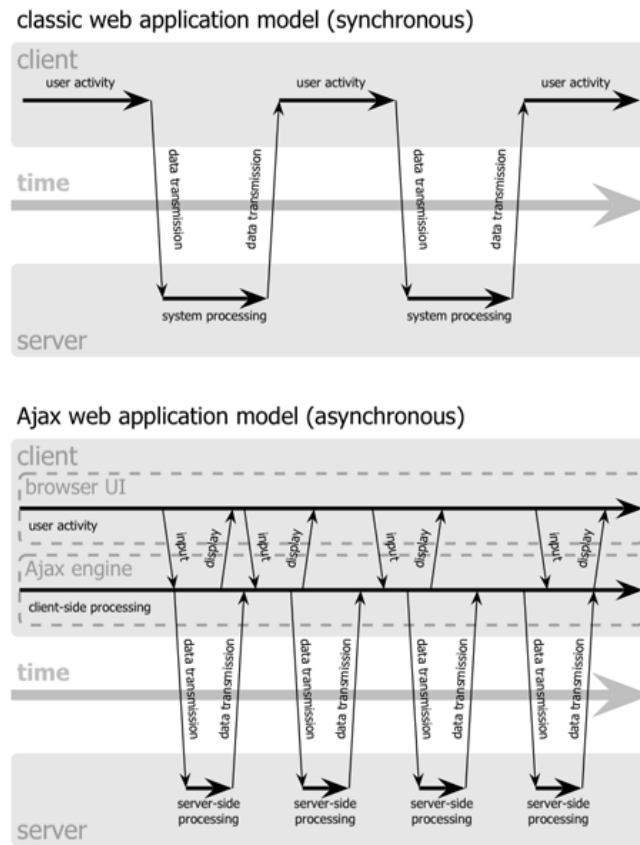 classic web application model (synchronous)
client
user activity
user activity
user activity
data transmission
data transmission
data transmission
data transmission
time
system processing
system processing
server
Ajax web application model (asynchronous)
client
browser UI
user activity
input
display
input
display
input
display
input
display
Ajax engine
client-side processing
data transmission
data transmission
data transmission
data transmission
data transmission
data transmission
data transmission
data transmission
time
server-side
processing
server-side
processing
server-side
processing
server-side
processing
server